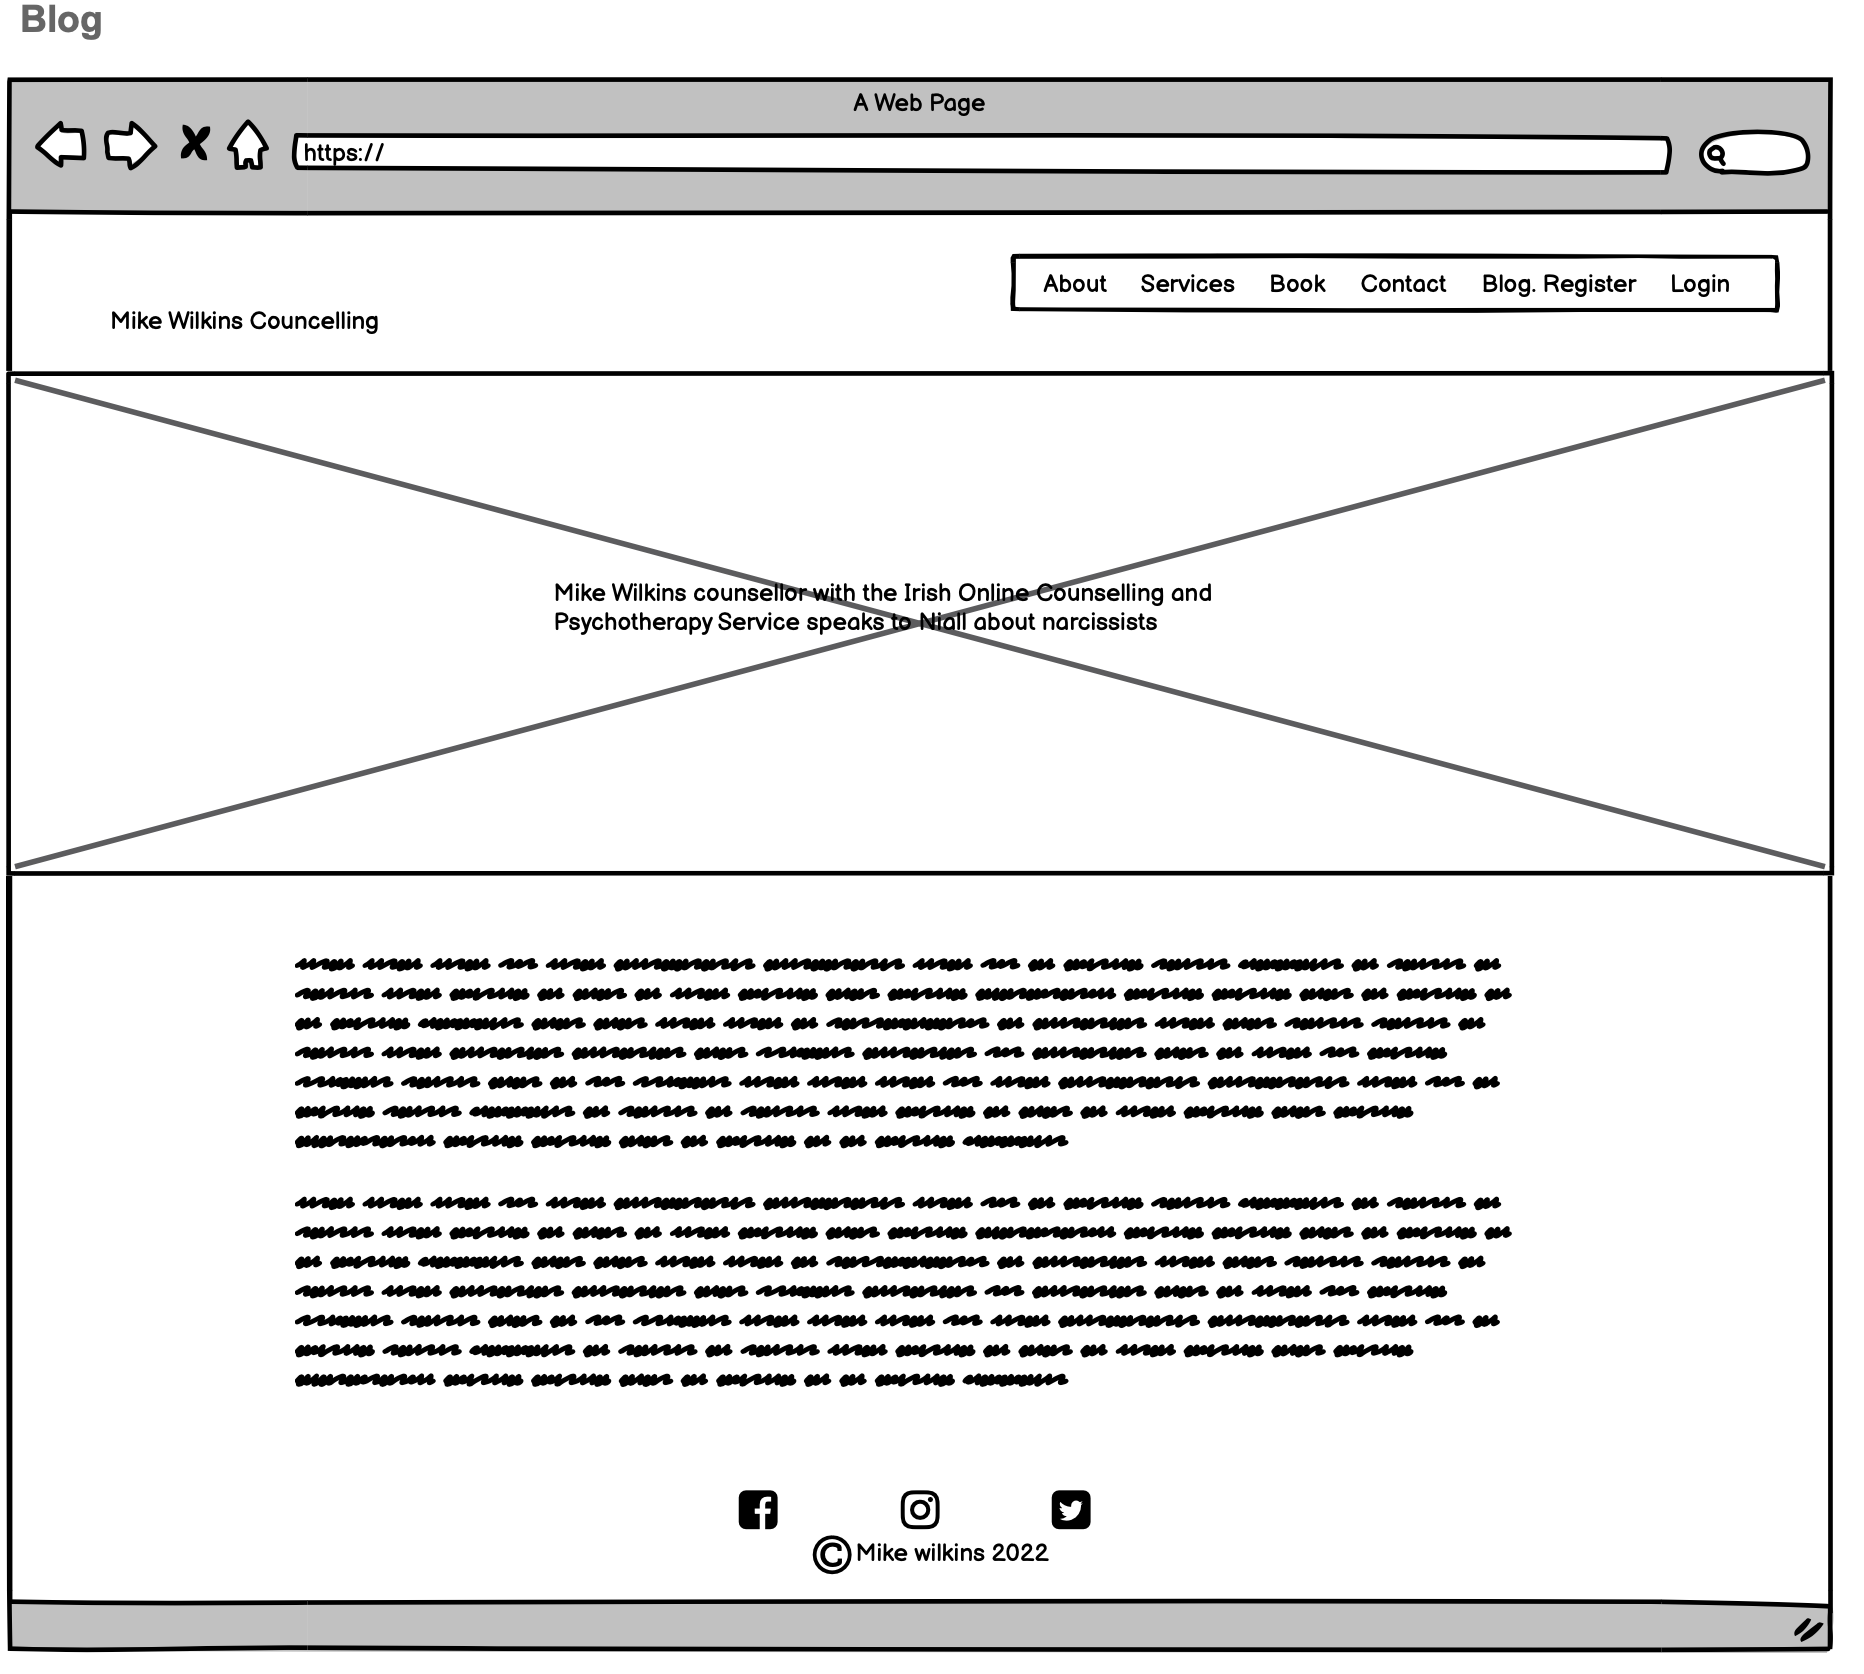 Blog
A Web Page
https://
About Services Book Contact Blog. Register Login
Mike Wilkins Councelling
Mike Wilkins counsellor with the Irish Online Counselling and
Psychotherapy Service speaks to Niall about narcissists
© Mike wilkins 2022